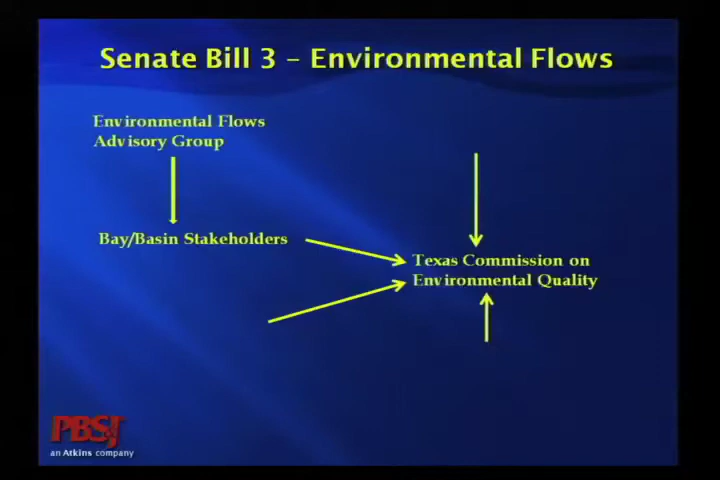 Senate Bill 3 – Environmental Flows
Environmental Flows
Advisory Group
Bay/Basin Stakeholders
Texas Commission on
Environmental Quality
PBS&J
an Atkins company